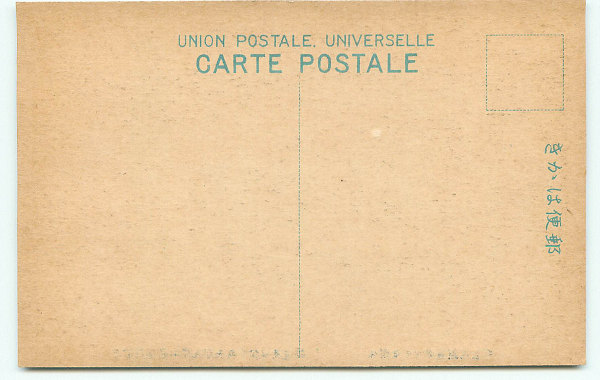 UNION POSTALE. UNIVERSELLE
CARTE POSTALE
きかは便郵